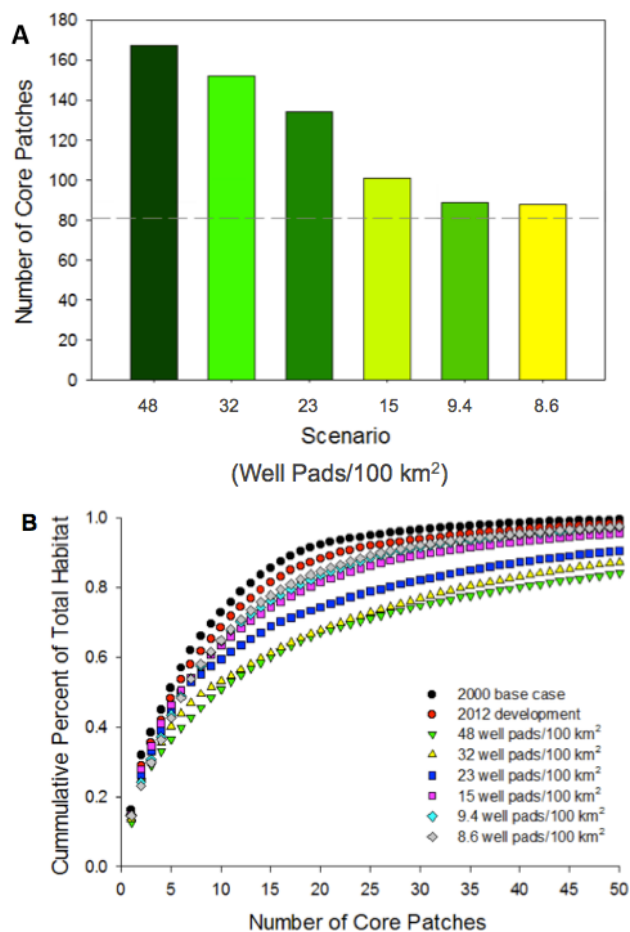 A
Number of Core Patches
180
160
140
120
100
80
60
40
20
0
48 32 23 15 9.4 8.6
Scenario
(Well Pads/100 km²)
B
Cummulative Percent of Total Habitat
1.0
0.8
0.6
0.4
0.2
0.0
2000 base case
2012 development
48 well pads/100 km²
32 well pads/100 km²
23 well pads/100 km²
15 well pads/100 km²
9.4 well pads/100 km²
8.6 well pads/100 km²
0 5 10 15 20 25 30 35 40 45 50
Number of Core Patches